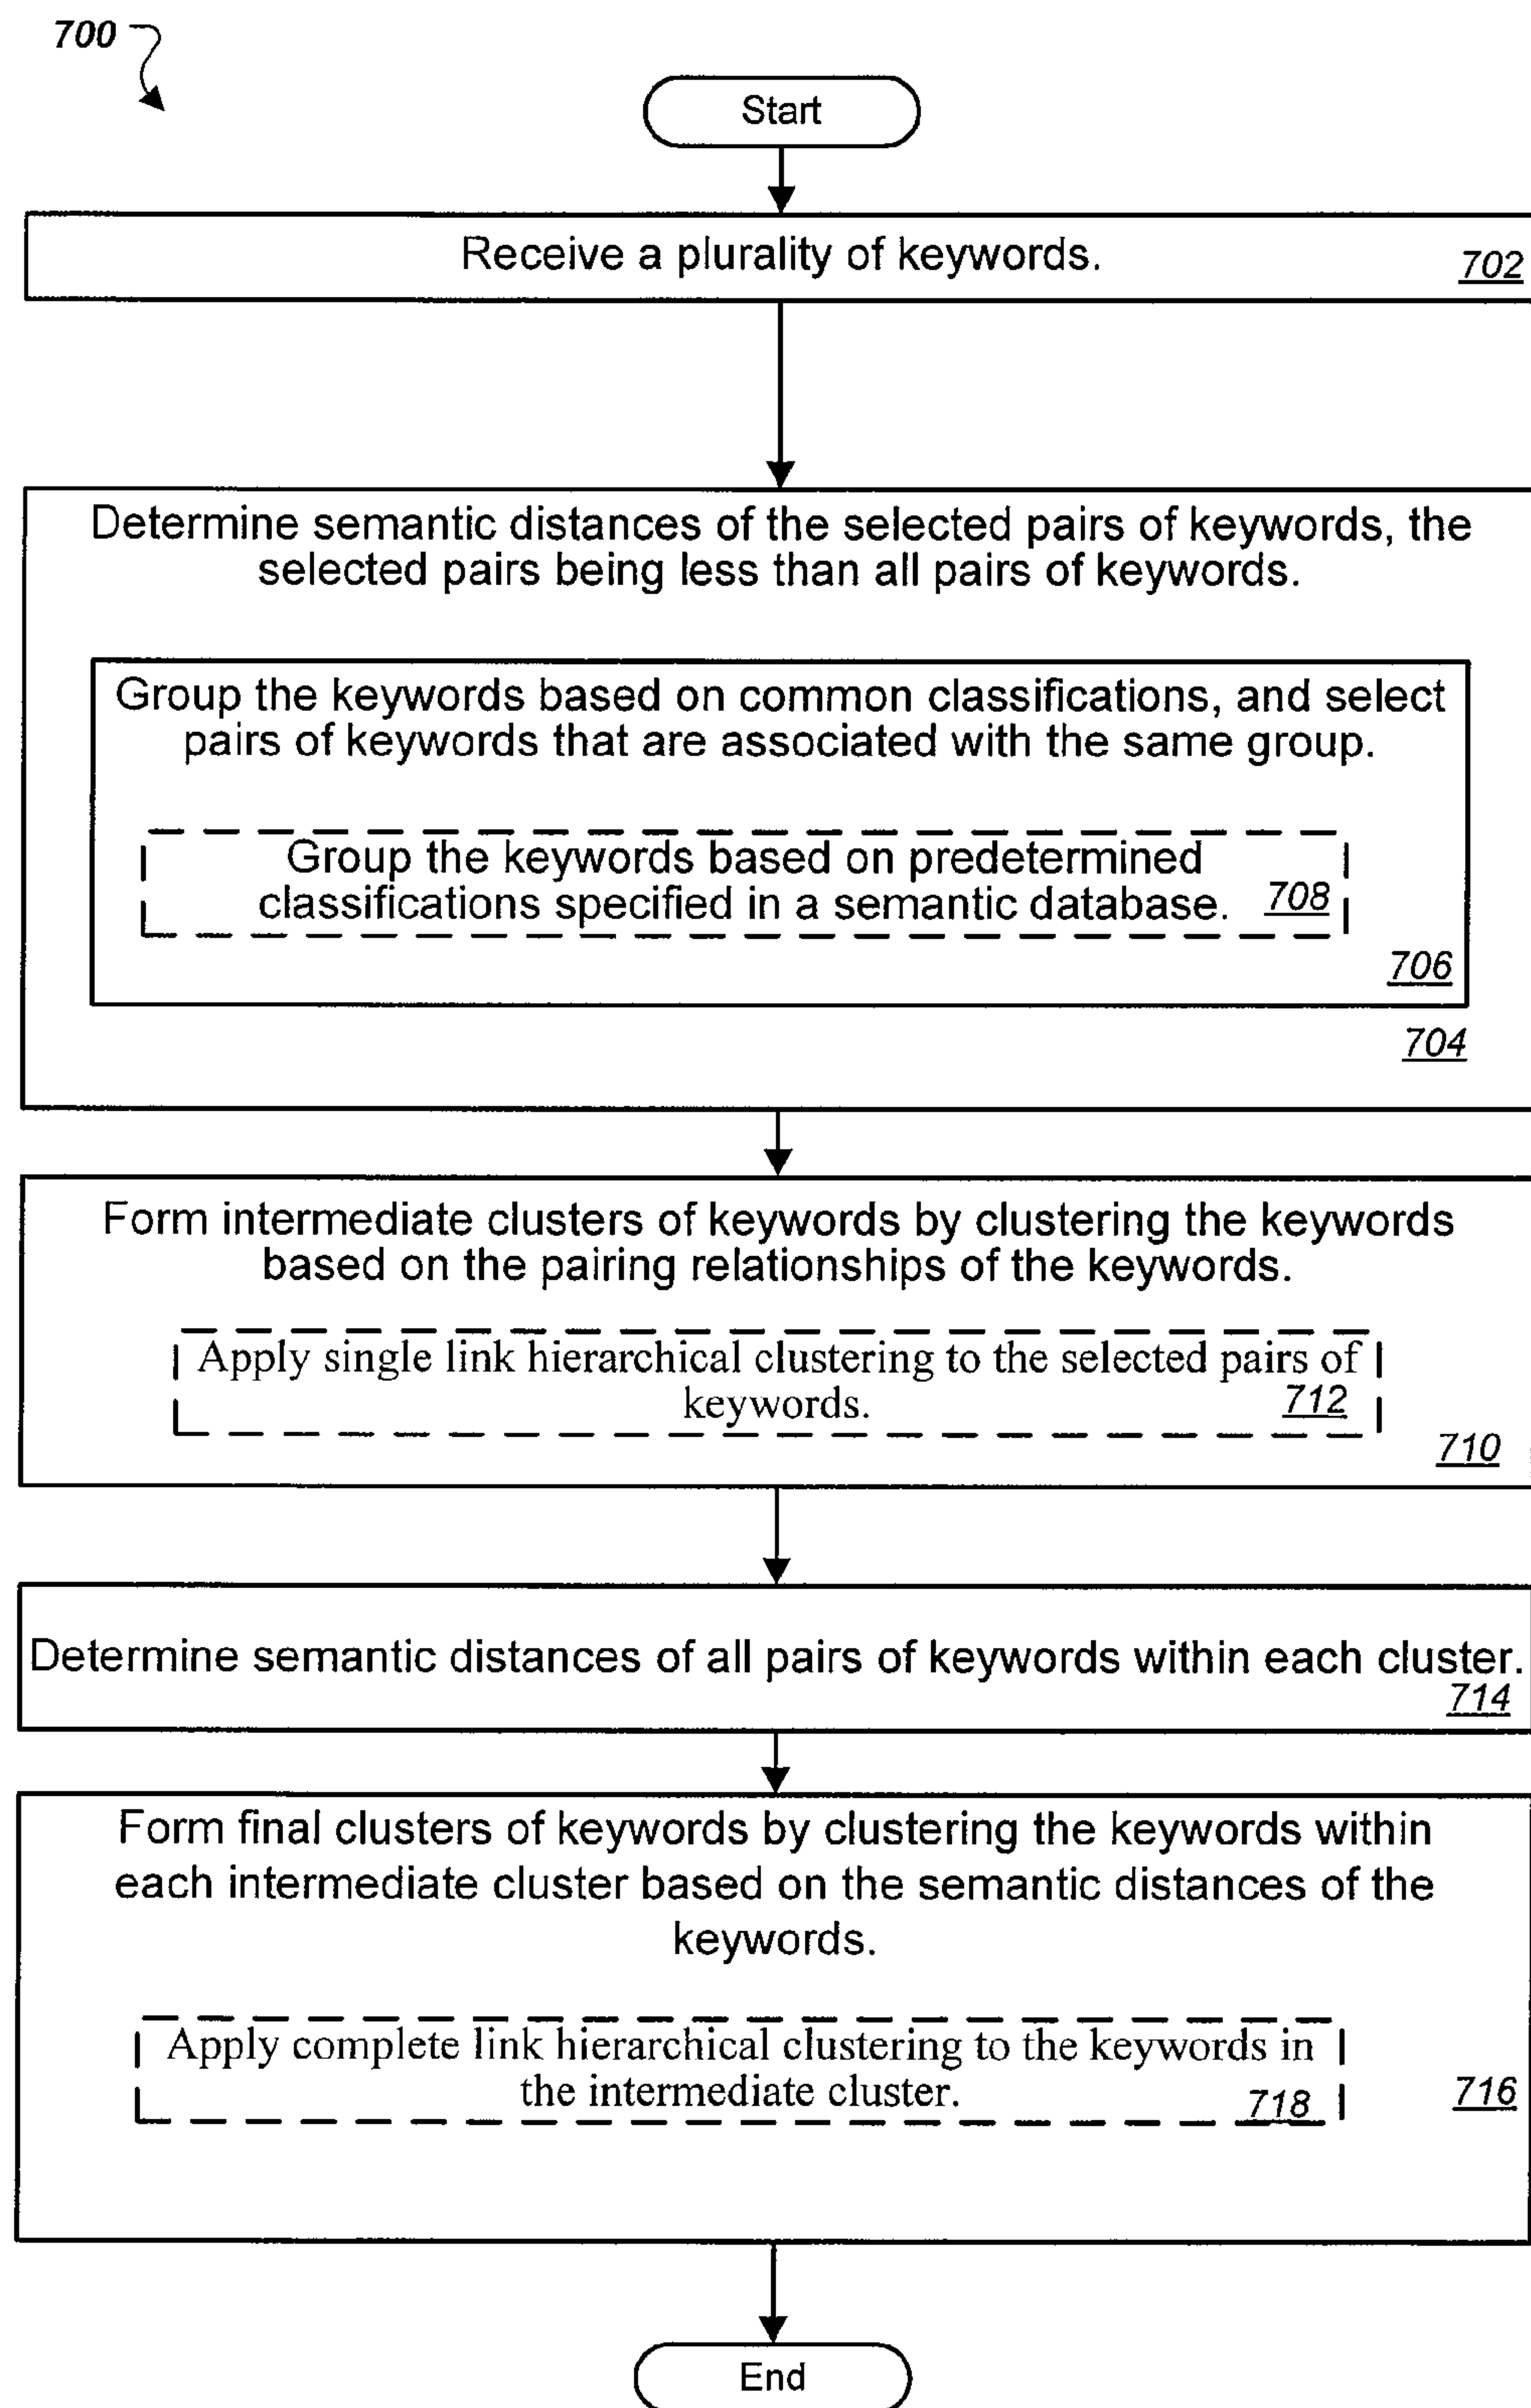 700
Start
Receive a plurality of keywords.
702
Determine semantic distances of the selected pairs of keywords, the
selected pairs being less than all pairs of keywords.
Group the keywords based on common classifications, and select
pairs of keywords that are associated with the same group.
Group the keywords based on predetermined
classifications specified in a semantic database. 708
706
704
Form intermediate clusters of keywords by clustering the keywords
based on the pairing relationships of the keywords.
Apply single link hierarchical clustering to the selected pairs of
keywords. 712
710
Determine semantic distances of all pairs of keywords within each cluster.
714
Form final clusters of keywords by clustering the keywords within
each intermediate cluster based on the semantic distances of the
keywords.
Apply complete link hierarchical clustering to the keywords in
the intermediate cluster. 718
716
End